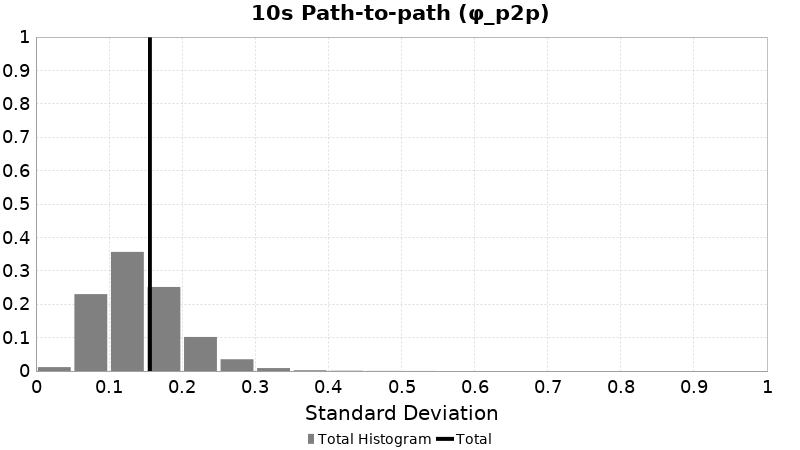 10s Path-to-path (φ_p2p)
1
0.9
0.8
0.7
0.6
0.5
0.4
0.3
0.2
0.1
0
0 0.1 0.2 0.3 0.4 0.5 0.6 0.7 0.8 0.9 1
Standard Deviation
Total Histogram Total